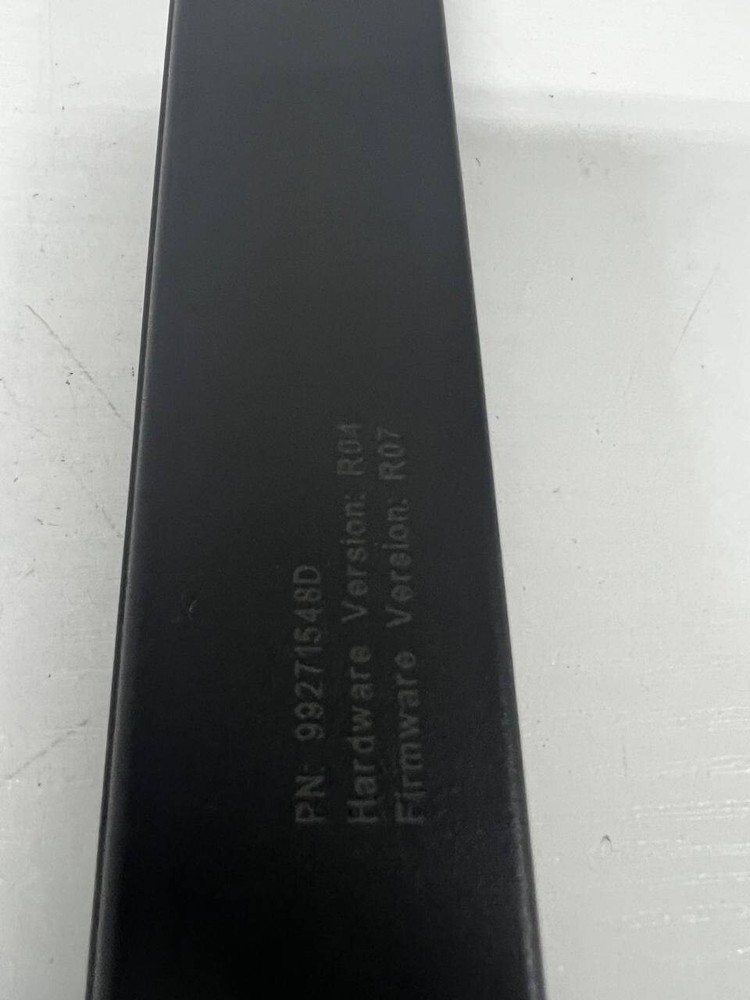 PN: 99271548D
Hardware Version: R04
Firmware Version: R07